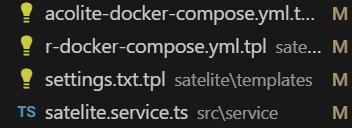 acolite-docker-compose.yml.t... M
r-docker-compose.yml.tpl sate... M
settings.txt.tpl satelite\templates M
TS satelite.service.ts src\service M